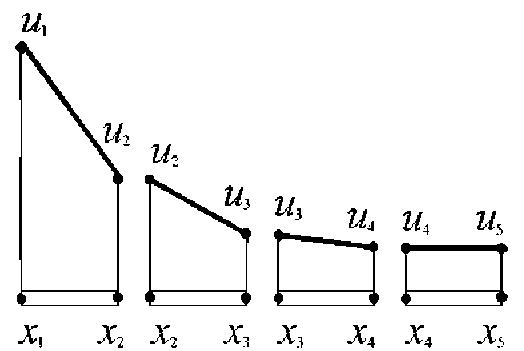 u₁
u₂ u₂
u₃ u₃ u₄ u₄ u₅
x₁ x₂ x₂ x₃ x₃ x₄ x₄ x₅